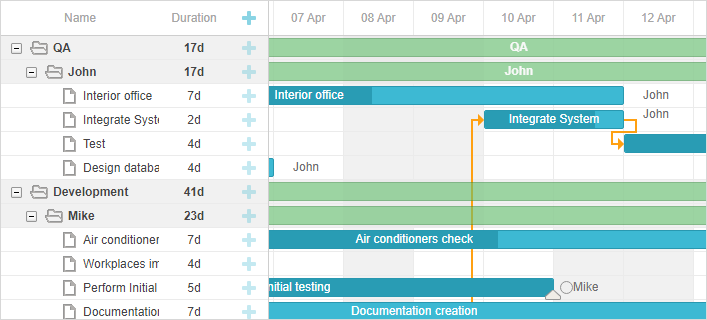 Name Duration 07 Apr 08 Apr 09 Apr 10 Apr 11 Apr 12 Apr
QA 17d QA
John 17d John
Interior office 7d Interior office John
Integrate Syste 2d Integrate System John
Test 4d
Design databa 4d John
Development 41d
Mike 23d
Air conditioner 7d Air conditioners check
Workplaces im 4d
Perform Initial 5d nitial testing Mike
Documentation 7d Documentation creation